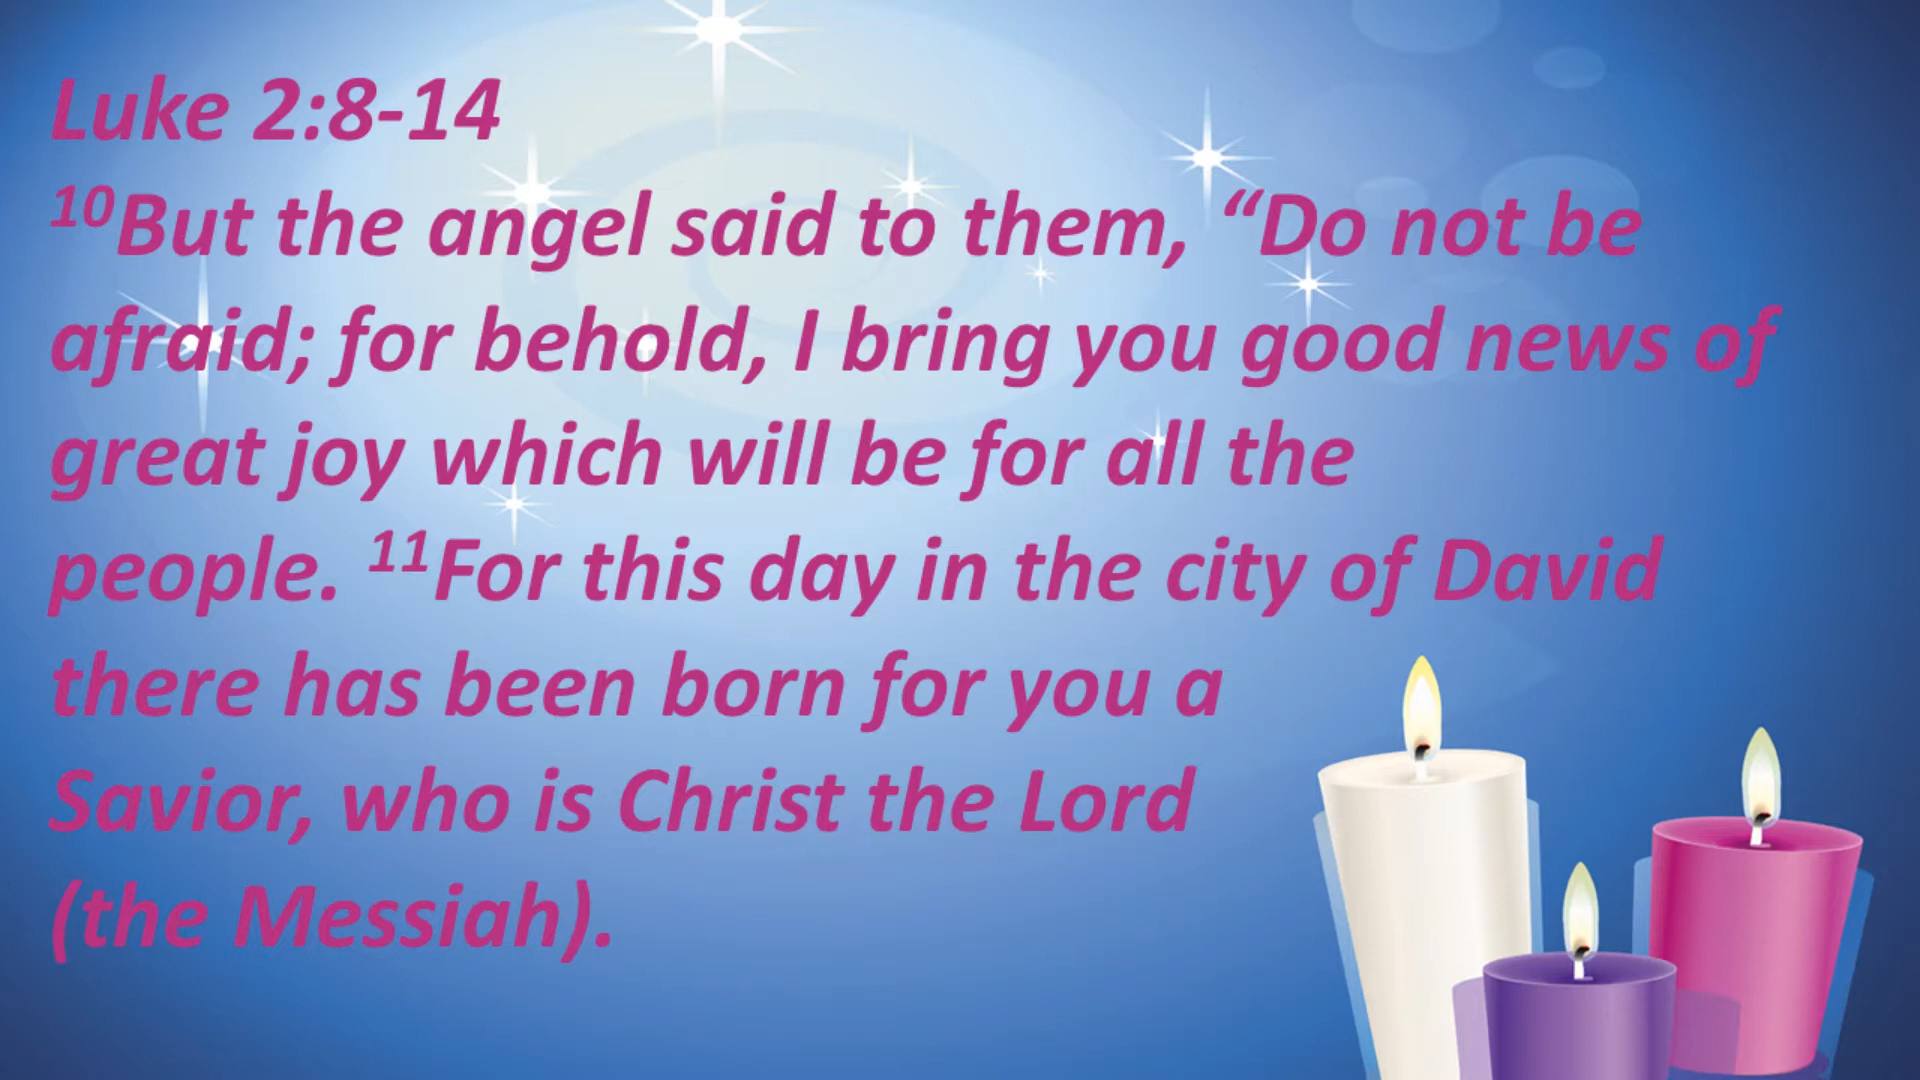 Luke 2:8-14
¹⁰But the angel said to them, “Do not be
afraid; for behold, I bring you good news of
great joy which will be for all the
people. ¹¹For this day in the city of David
there has been born for you a
Savior, who is Christ the Lord
(the Messiah).